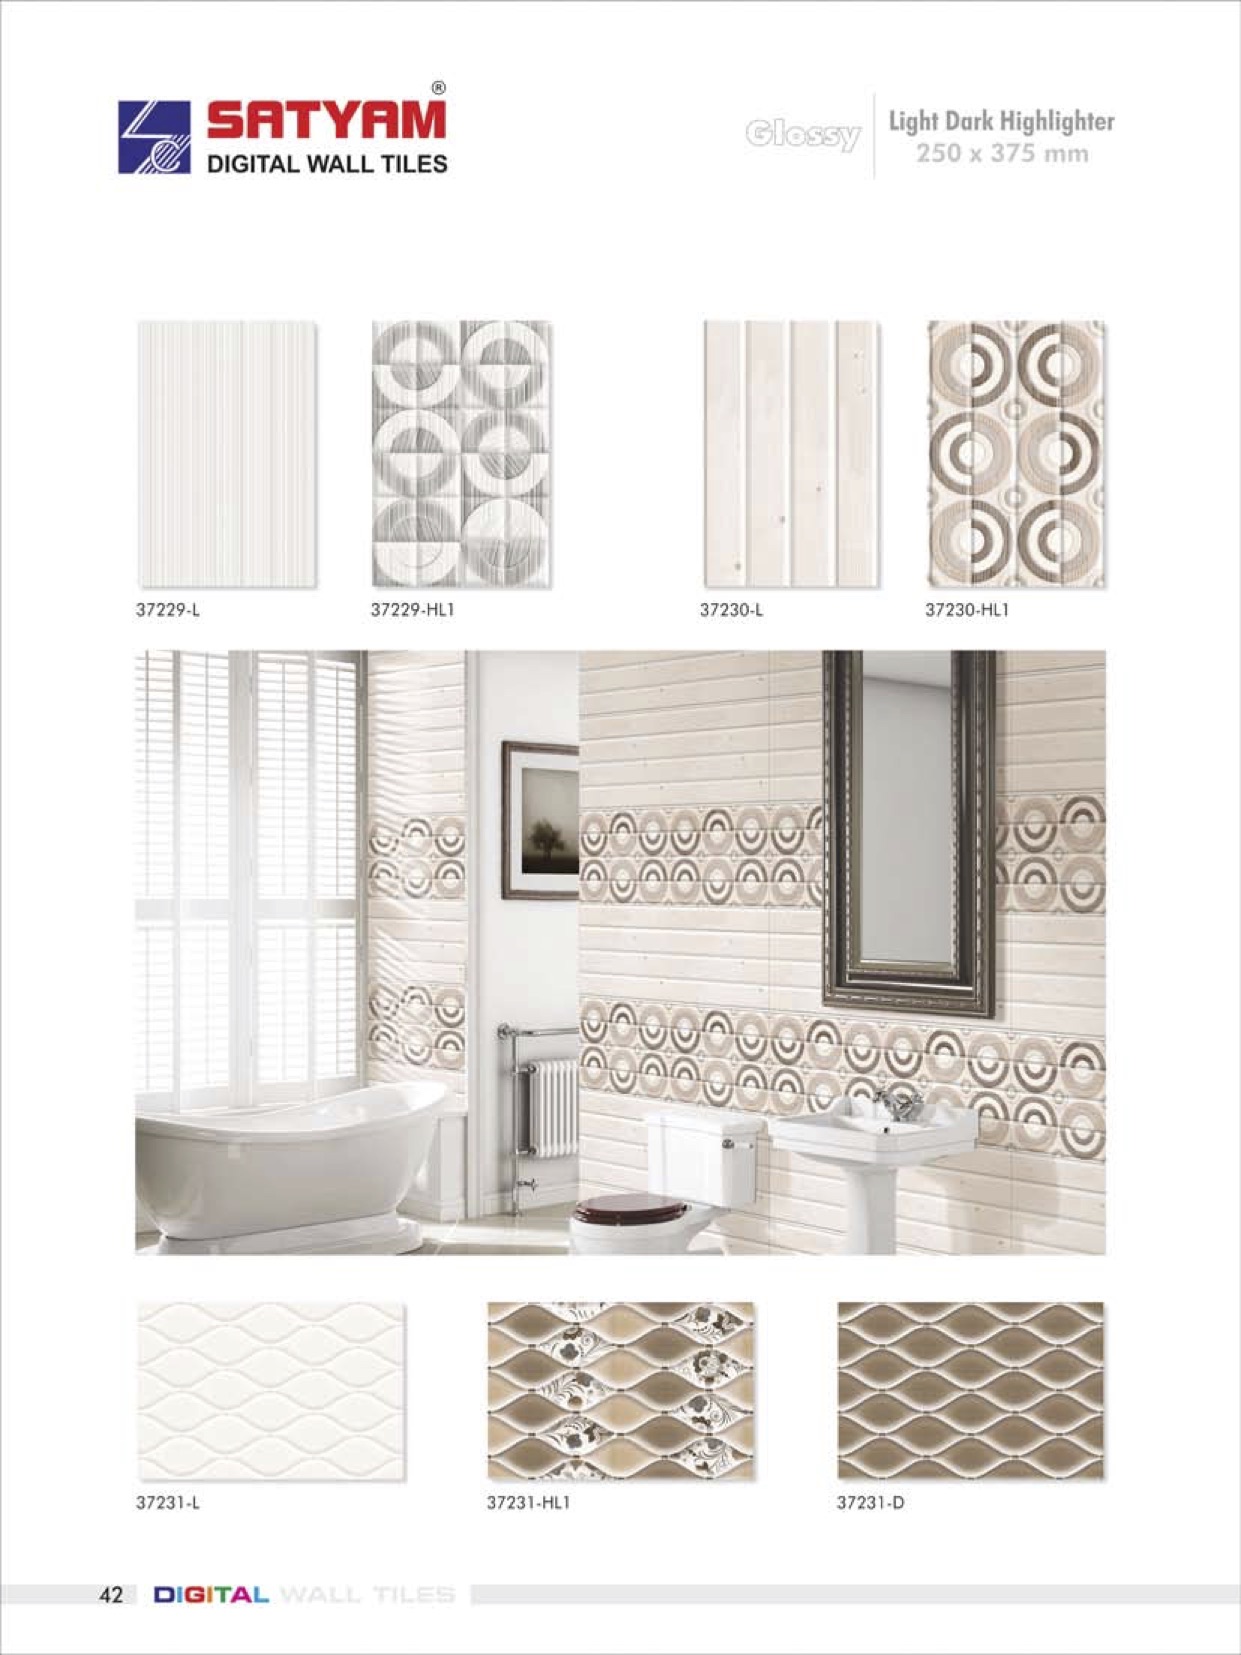 SATYAM ®
DIGITAL WALL TILES
Glossy
Light Dark Highlighter
250 x 375 mm
37229-L
37229-HL1
37230-L
37230-HL1
37231-L
37231-HL1
37231-D
42 DIGITAL WALL TILES